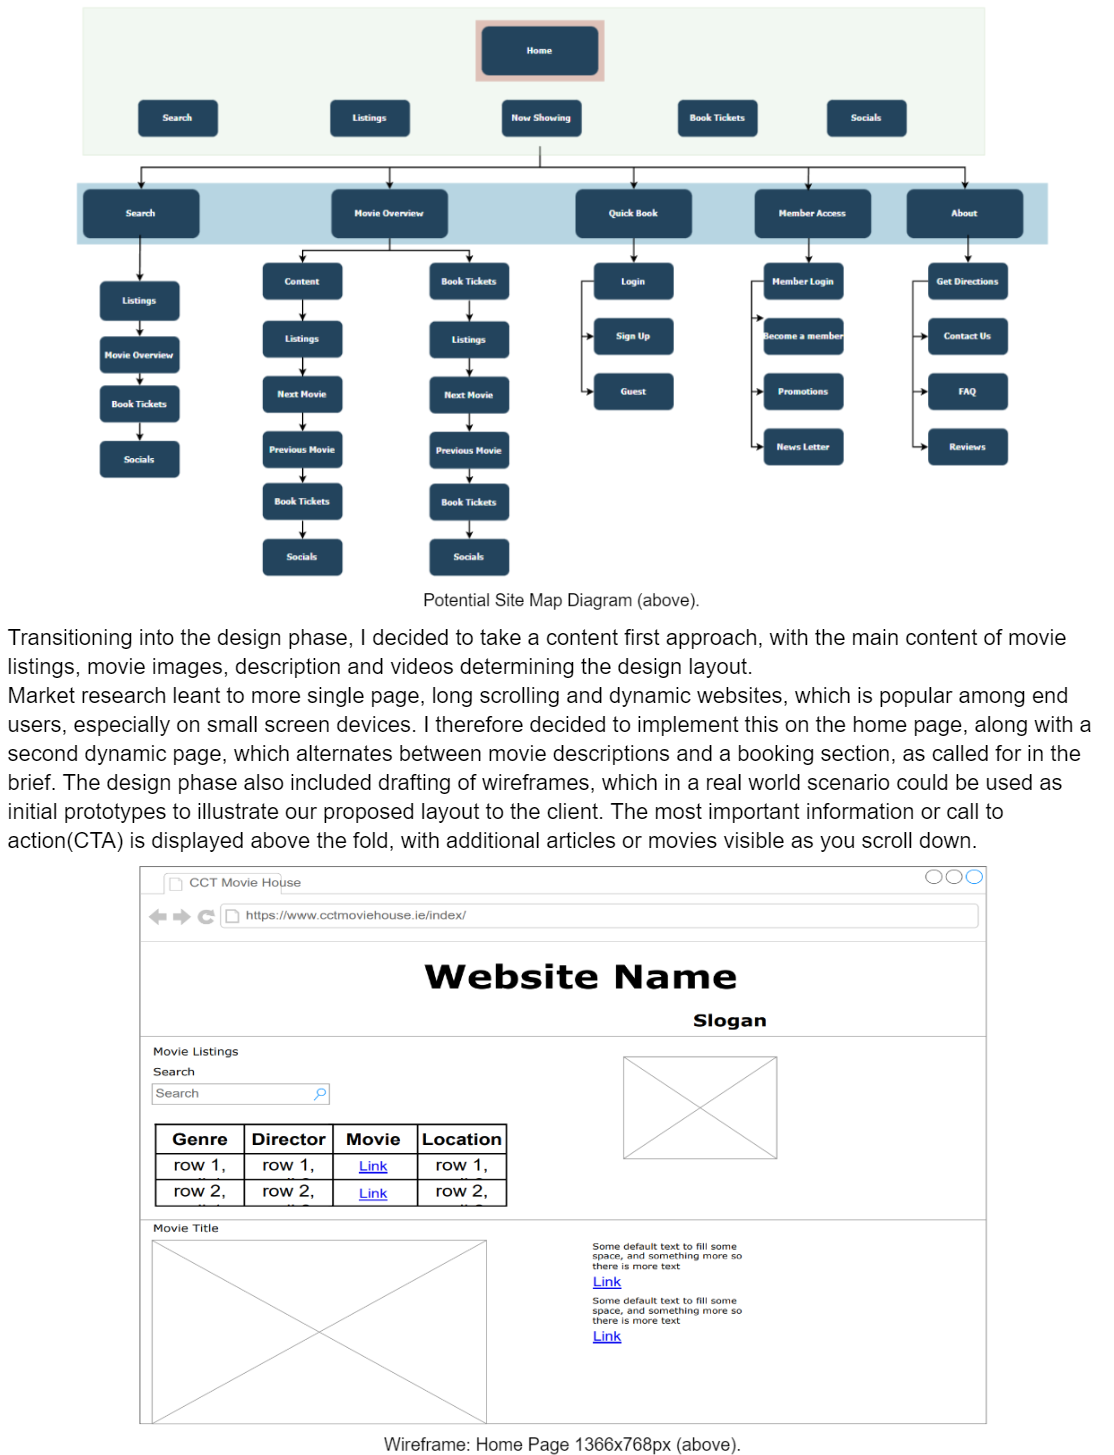 Home
Search Listings Now Showing Book Tickets Socials
Search Movie Overview Quick Book Member Access About
Listings
Movie Overview
Book Tickets
Socials
Content
Listings
Next Movie
Previous Movie
Book Tickets
Socials
Book Tickets
Listings
Next Movie
Previous Movie
Book Tickets
Socials
Login
Sign Up
Guest
Member Login
Become a member
Promotions
News Letter
Get Directions
Contact Us
FAQ
Reviews
Potential Site Map Diagram (above).
Transitioning into the design phase, I decided to take a content first approach, with the main content of movie
listings, movie images, description and videos determining the design layout.
Market research leant to more single page, long scrolling and dynamic websites, which is popular among end
users, especially on small screen devices. I therefore decided to implement this on the home page, along with a
second dynamic page, which alternates between movie descriptions and a booking section, as called for in the
brief. The design phase also included drafting of wireframes, which in a real world scenario could be used as
initial prototypes to illustrate our proposed layout to the client. The most important information or call to
action(CTA) is displayed above the fold, with additional articles or movies visible as you scroll down.
CCT Movie House
https://www.cctmoviehouse.ie/index/
Website Name
Slogan
Movie Listings
Search
Search
Genre Director Movie Location
row 1, row 1, Link row 1,
row 2, row 2, Link row 2,
Movie Title
Some default text to fill some
space, and something more so
there is more text
Link
Some default text to fill some
space, and something more so
there is more text
Link
Wireframe: Home Page 1366x768px (above).